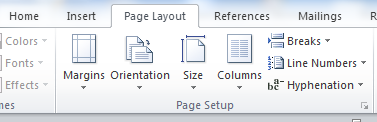 Home Insert Page Layout References Mailings R
Colors
Fonts
Effects
Margins Orientation Size Columns
Breaks
Line Numbers
bc Hyphenation
Page Setup